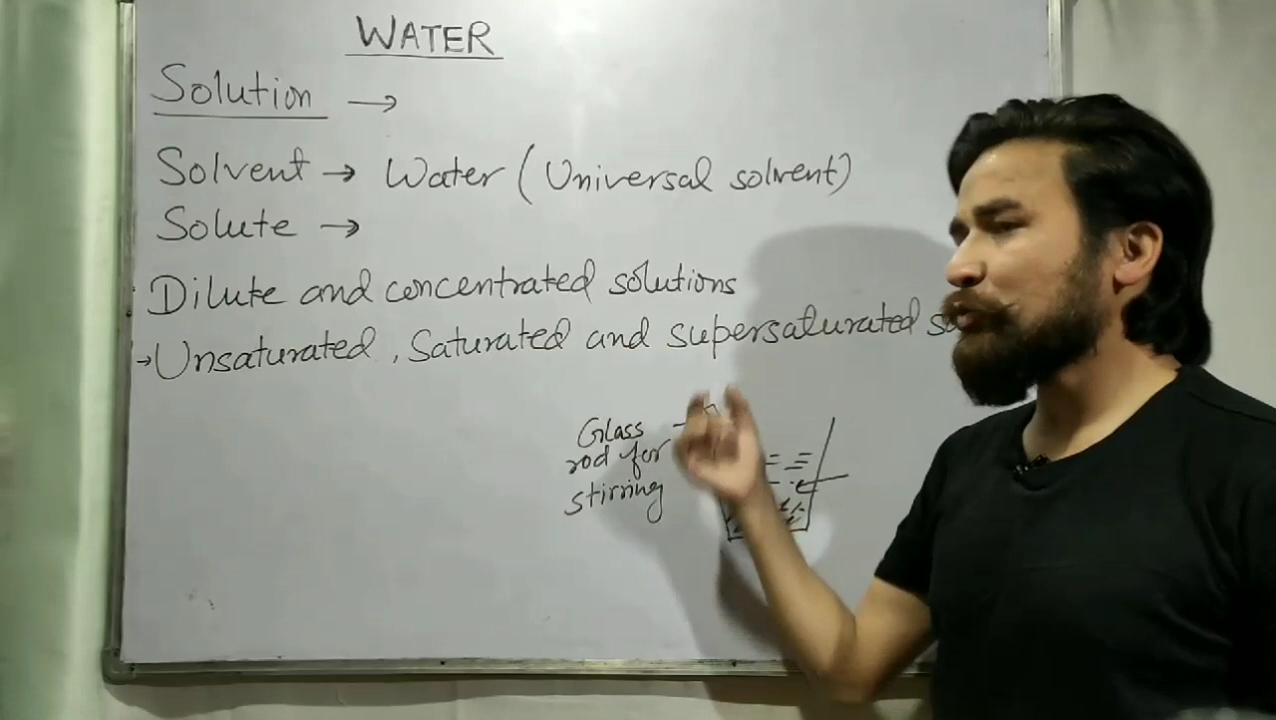 WATER
Solution →
Solvent → Water (Universal solvent)
Solute →
Dilute and concentrated solutions
→ Unsaturated, Saturated and supersaturated
Glass
rod for
stirring